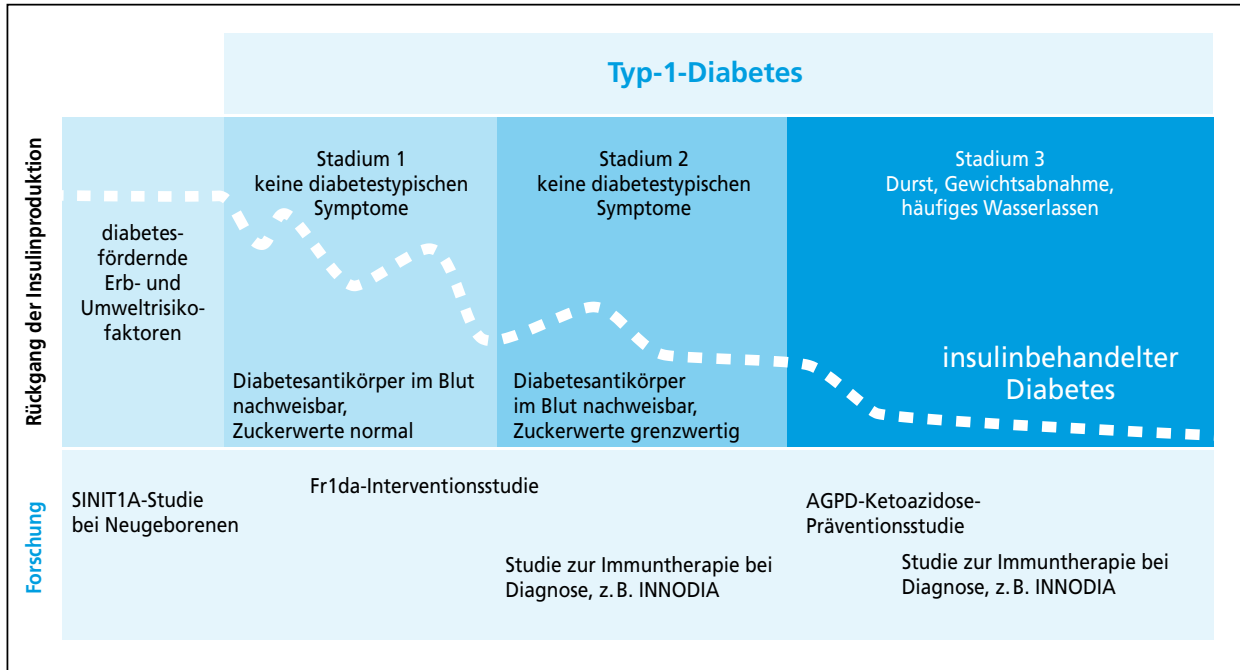 Typ-1-Diabetes
Rückgang der Insulinproduktion
diabetes-
fördernde
Erb- und
Umweltrisiko-
faktoren
Stadium 1
keine diabetestypischen
Symptome
Diabetesantikörper im Blut
nachweisbar,
Zuckerwerte normal
Stadium 2
keine diabetestypischen
Symptome
Diabetesantikörper
im Blut nachweisbar,
Zuckerwerte grenzwertig
Stadium 3
Durst, Gewichtsabnahme,
häufiges Wasserlassen
insulinbehandelter
Diabetes
Forschung
SINIT1A-Studie
bei Neugeborenen
Fr1da-Interventionsstudie
Studie zur Immuntherapie bei
Diagnose, z. B. INNODIA
AGPD-Ketoazidose-
Präventionsstudie
Studie zur Immuntherapie bei
Diagnose, z. B. INNODIA